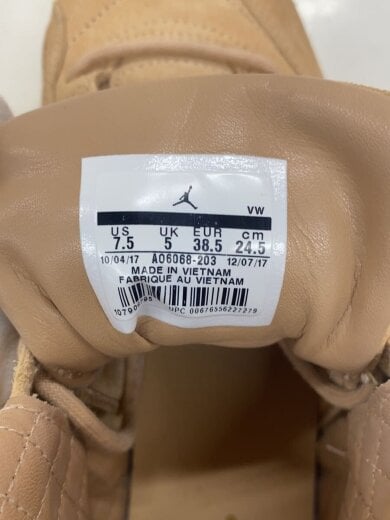 VW
US UK EUR cm
7.5 5 38.5 24.5
10/04/17 AO6068-203 12/07/17
MADE IN VIETNAM
FABRIQUE AU VIETNAM
UPC 00676556227279